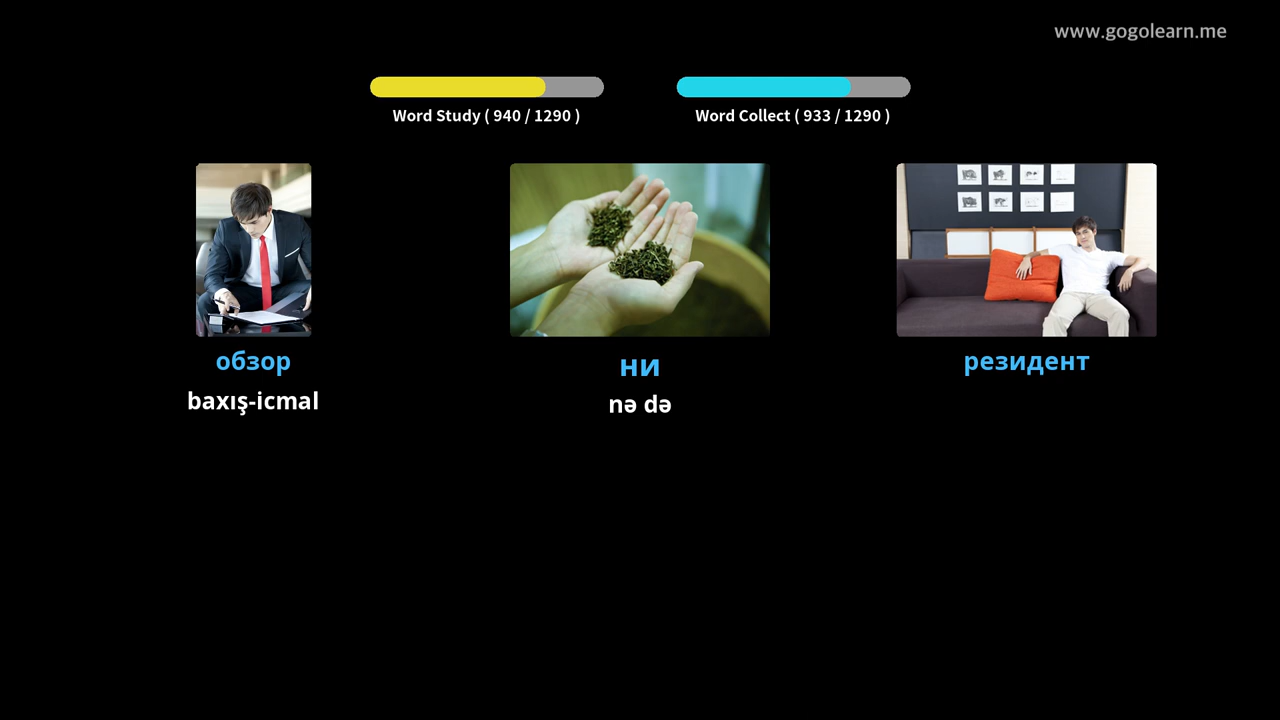 www.gogolearn.me
Word Study ( 940 / 1290 )
Word Collect ( 933 / 1290 )
обзор
baxış-icmal
ни
nə də
резидент